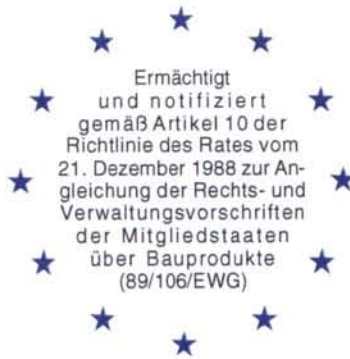 Ermächtigt
und notifiziert
gemäß Artikel 10 der
Richtlinie des Rates vom
21. Dezember 1988 zur An-
gleichung der Rechts- und
Verwaltungsvorschriften
der Mitgliedstaaten
über Bauprodukte
(89/106/EWG)